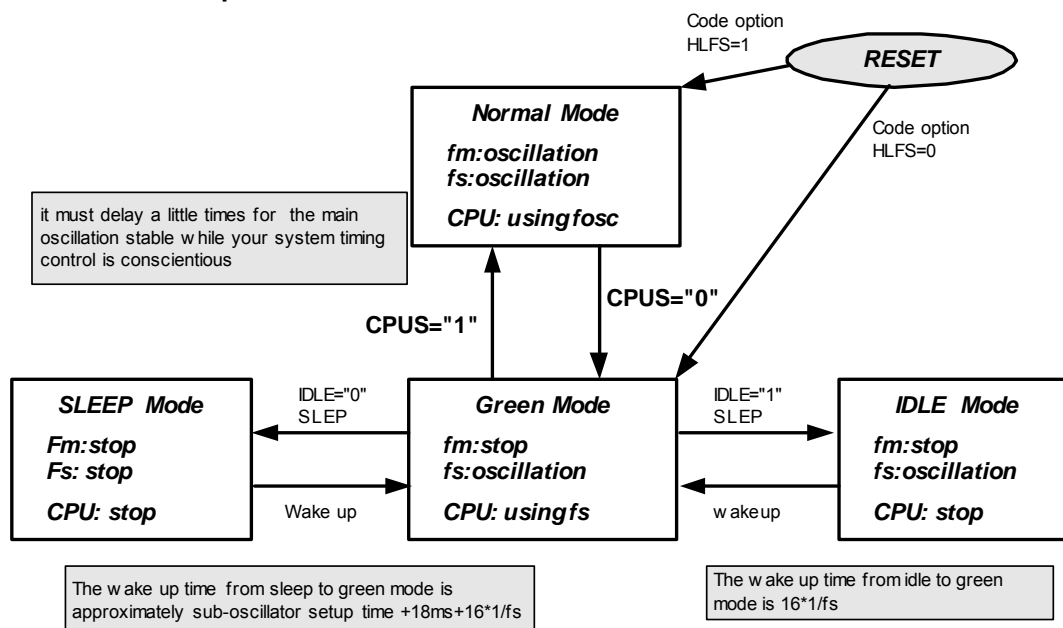 Code option
HLFS=1
RESET
Normal Mode
fm:oscillation
fs:oscillation
CPU: using fosc
Code option
HLFS=0
it must delay a little times for the main
oscillation stable while your system timing
control is conscientious
CPUS="1"
CPUS="0"
SLEEP Mode
Fm:stop
Fs: stop
CPU: stop
IDLE="0"
SLEP
Wake up
Green Mode
fm:stop
fs:oscillation
CPU: using fs
IDLE="1"
SLEP
wakeup
IDLE Mode
fm:stop
fs:oscillation
CPU: stop
The wake up time from sleep to green mode is
approximately sub-oscillator setup time +18ms+16*1/fs
The wake up time from idle to green
mode is 16*1/fs